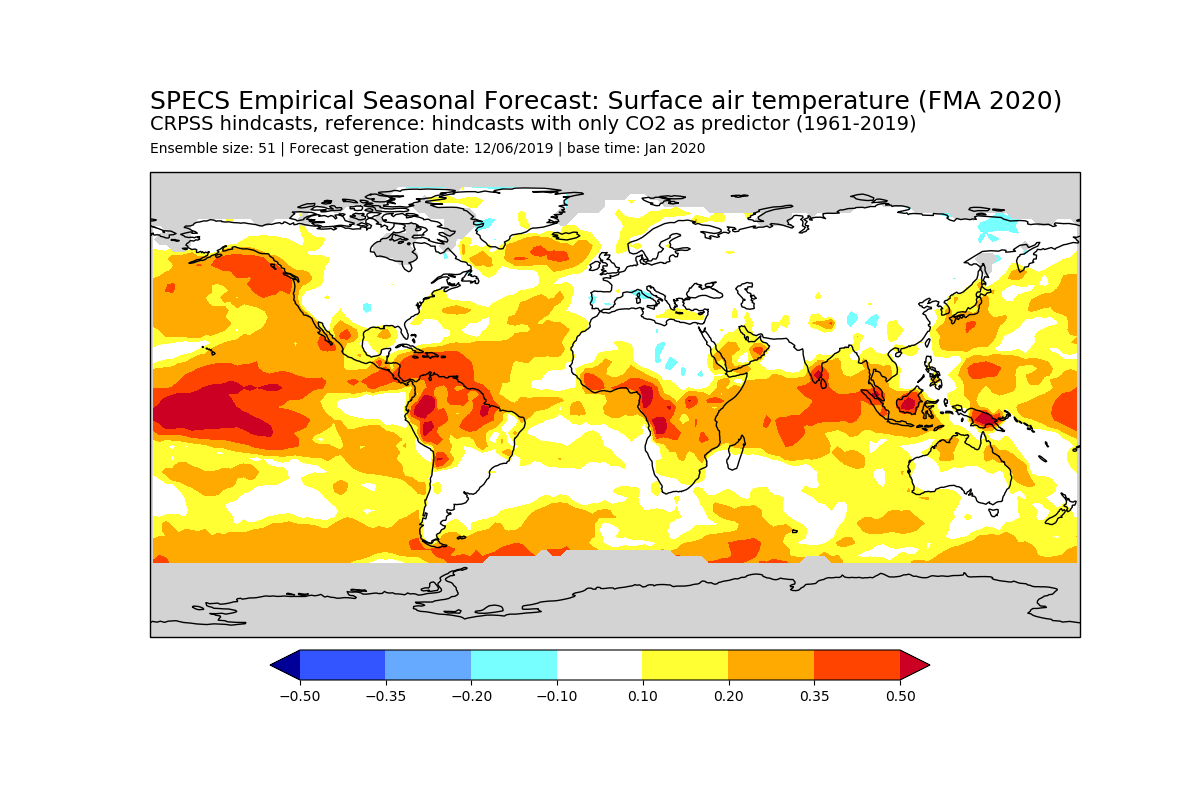 SPECS Empirical Seasonal Forecast: Surface air temperature (FMA 2020)
CRPSS hindcasts, reference: hindcasts with only CO2 as predictor (1961-2019)
Ensemble size: 51 | Forecast generation date: 12/06/2019 | base time: Jan 2020
−0.50 −0.35 −0.20 −0.10 0.10 0.20 0.35 0.50